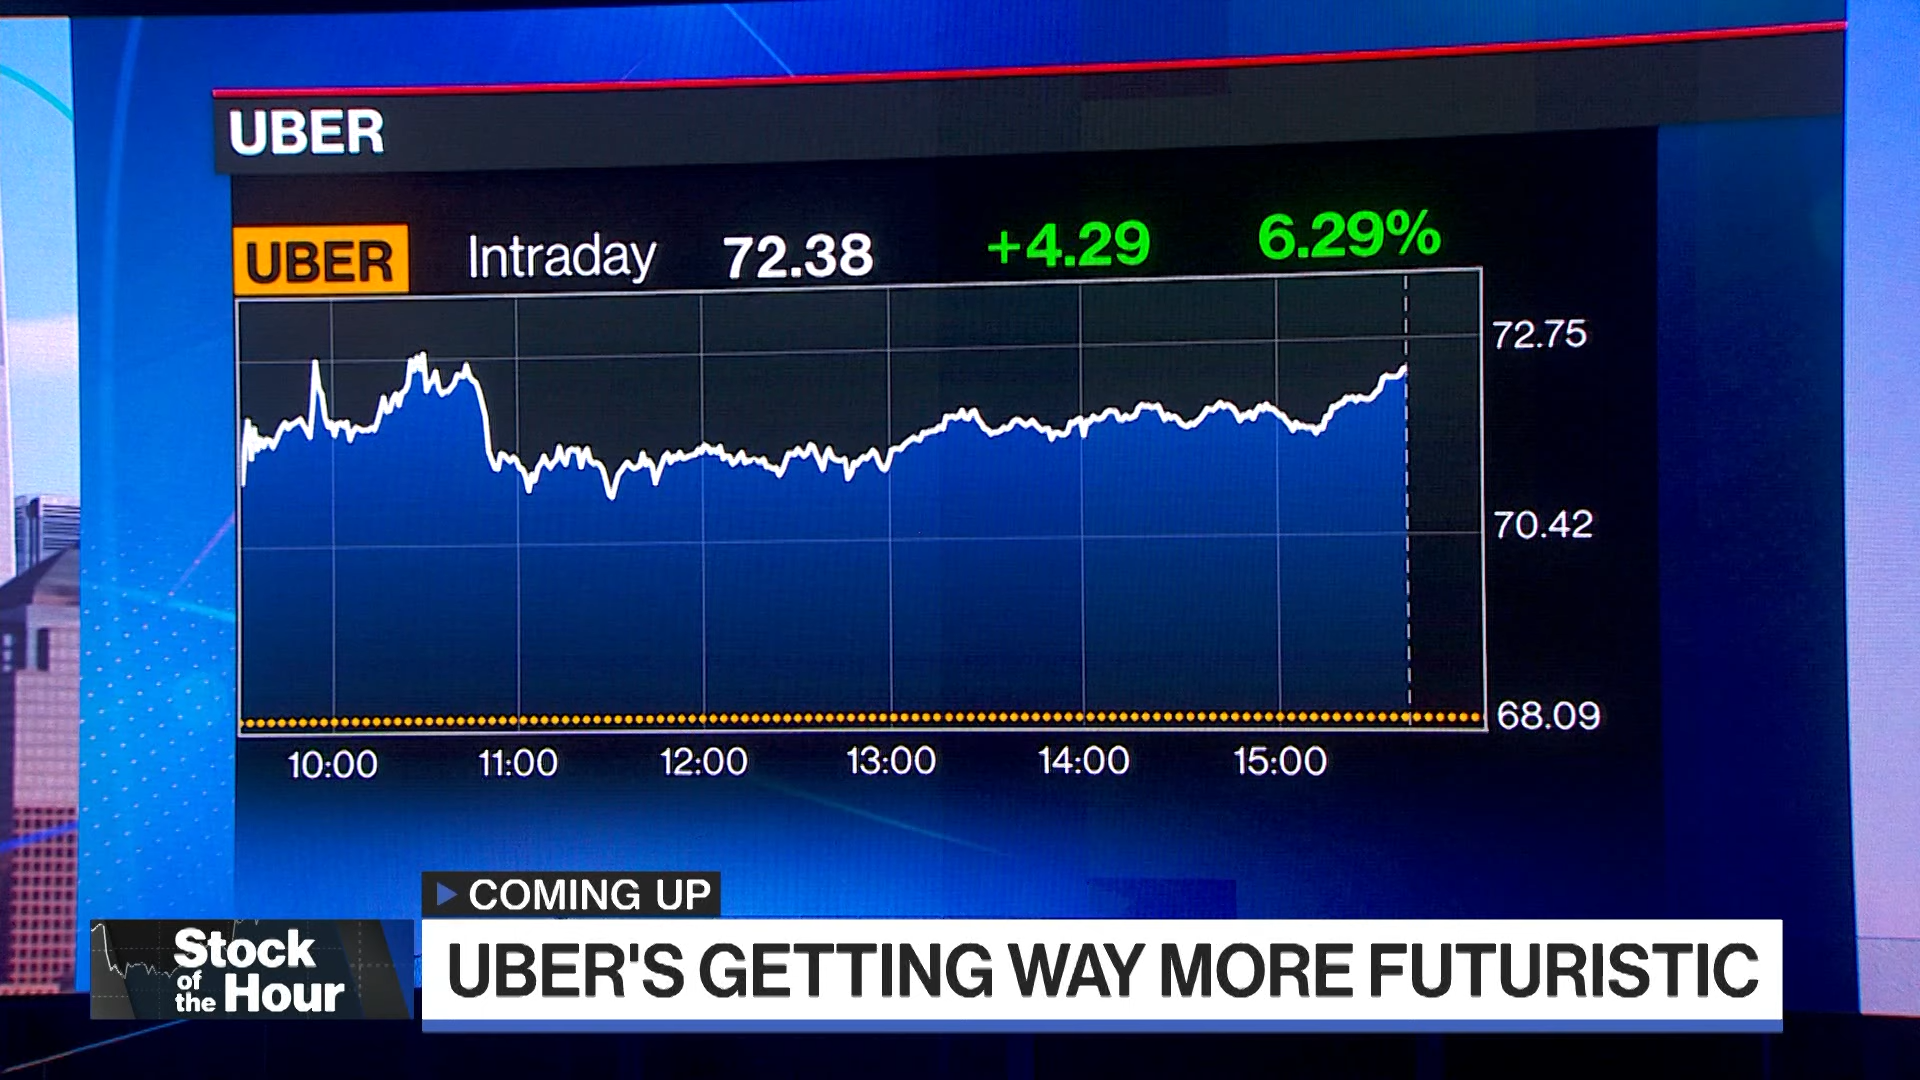 UBER
UBER Intraday 72.38 +4.29 6.29%
72.75
70.42
68.09
10:00 11:00 12:00 13:00 14:00 15:00
COMING UP
Stock
of
the Hour
UBER'S GETTING WAY MORE FUTURISTIC